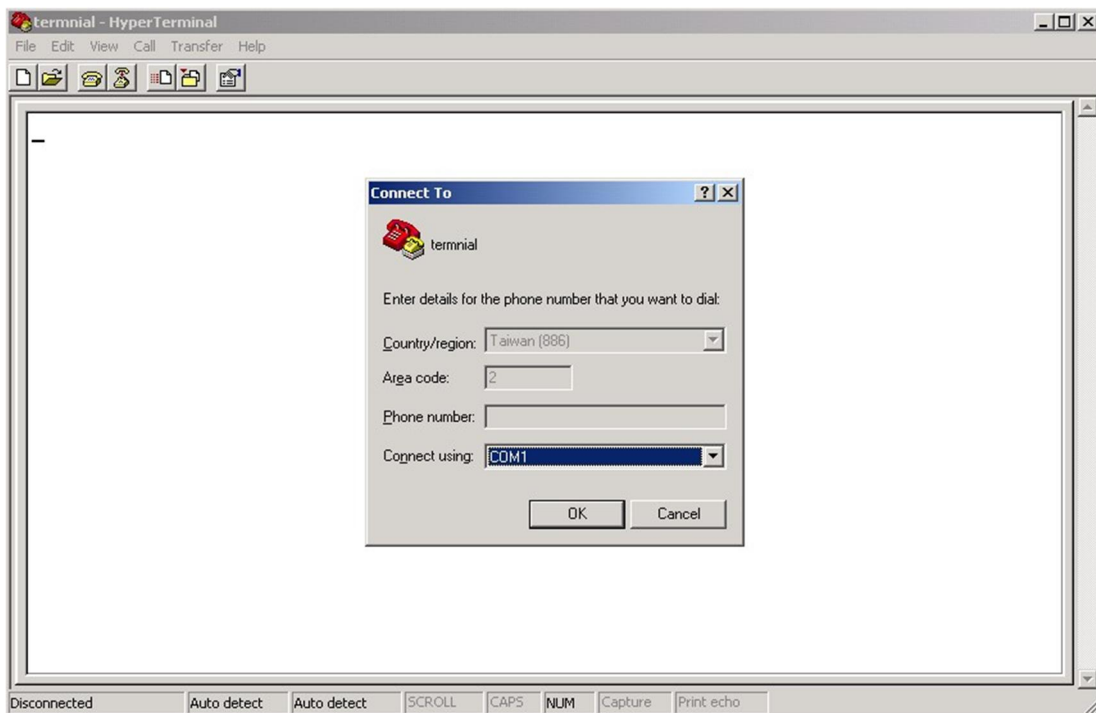 termnial - HyperTerminal
File Edit View Call Transfer Help
Connect To
termnial
Enter details for the phone number that you want to dial:
Country/region: Taiwan (886)
Area code: 2
Phone number:
Connect using: COM1
OK Cancel
Disconnected Auto detect Auto detect SCROLL CAPS NUM Capture Print echo